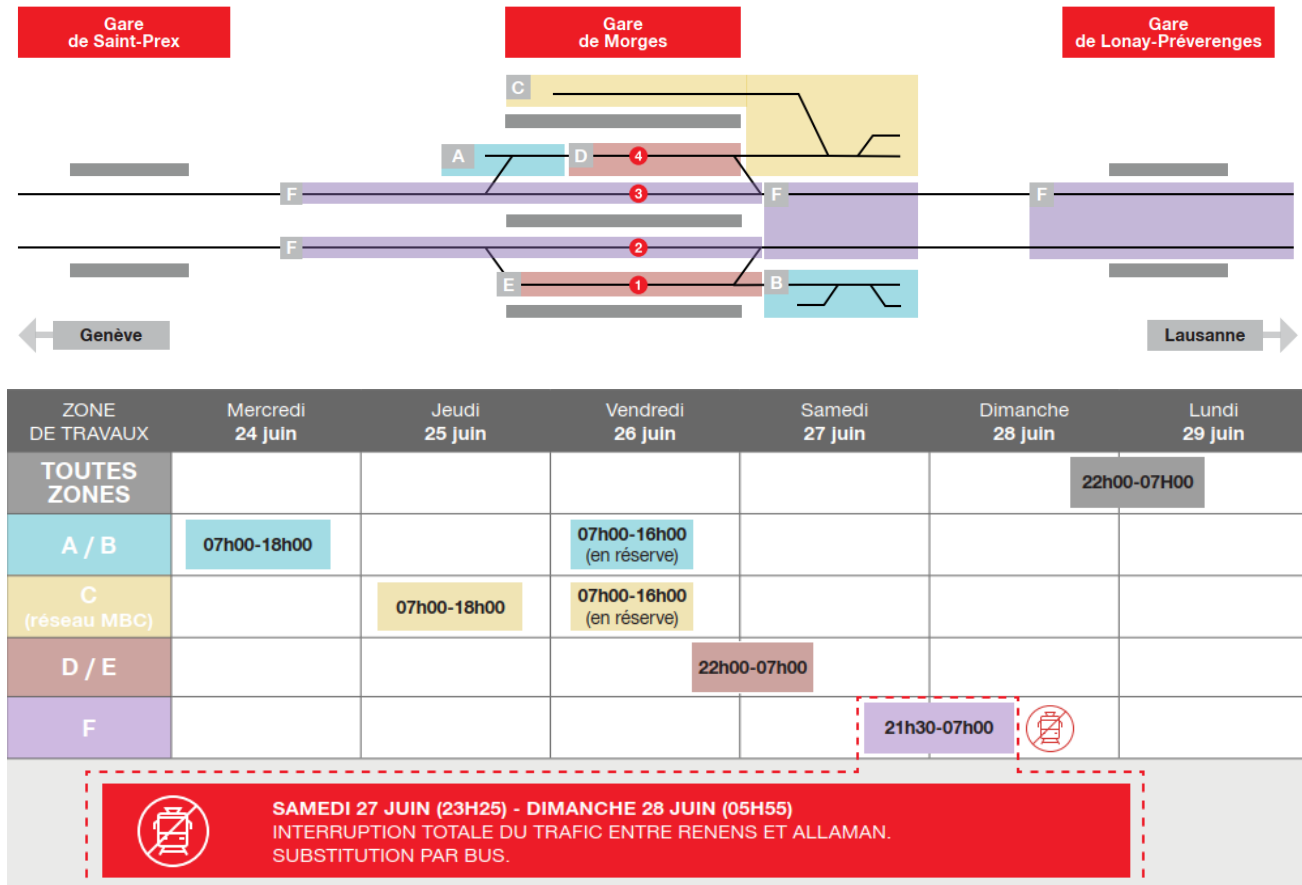 Gare
de Saint-Prex
Gare
de Morges
Gare
de Lonay-Préverenges
C
A
D
4
F
3
F
F
F
2
E
1
B
Genève
Lausanne
ZONE
DE TRAVAUX
Mercredi
24 juin
Jeudi
25 juin
Vendredi
26 juin
Samedi
27 juin
Dimanche
28 juin
Lundi
29 juin
TOUTES
ZONES
22h00-07H00
A / B
07h00-18h00
07h00-16h00
(en réserve)
C
(réseau MBC)
07h00-18h00
07h00-16h00
(en réserve)
D / E
22h00-07h00
F
21h30-07h00
SAMEDI 27 JUIN (23H25) - DIMANCHE 28 JUIN (05H55)
INTERRUPTION TOTALE DU TRAFIC ENTRE RENENS ET ALLAMAN.
SUBSTITUTION PAR BUS.